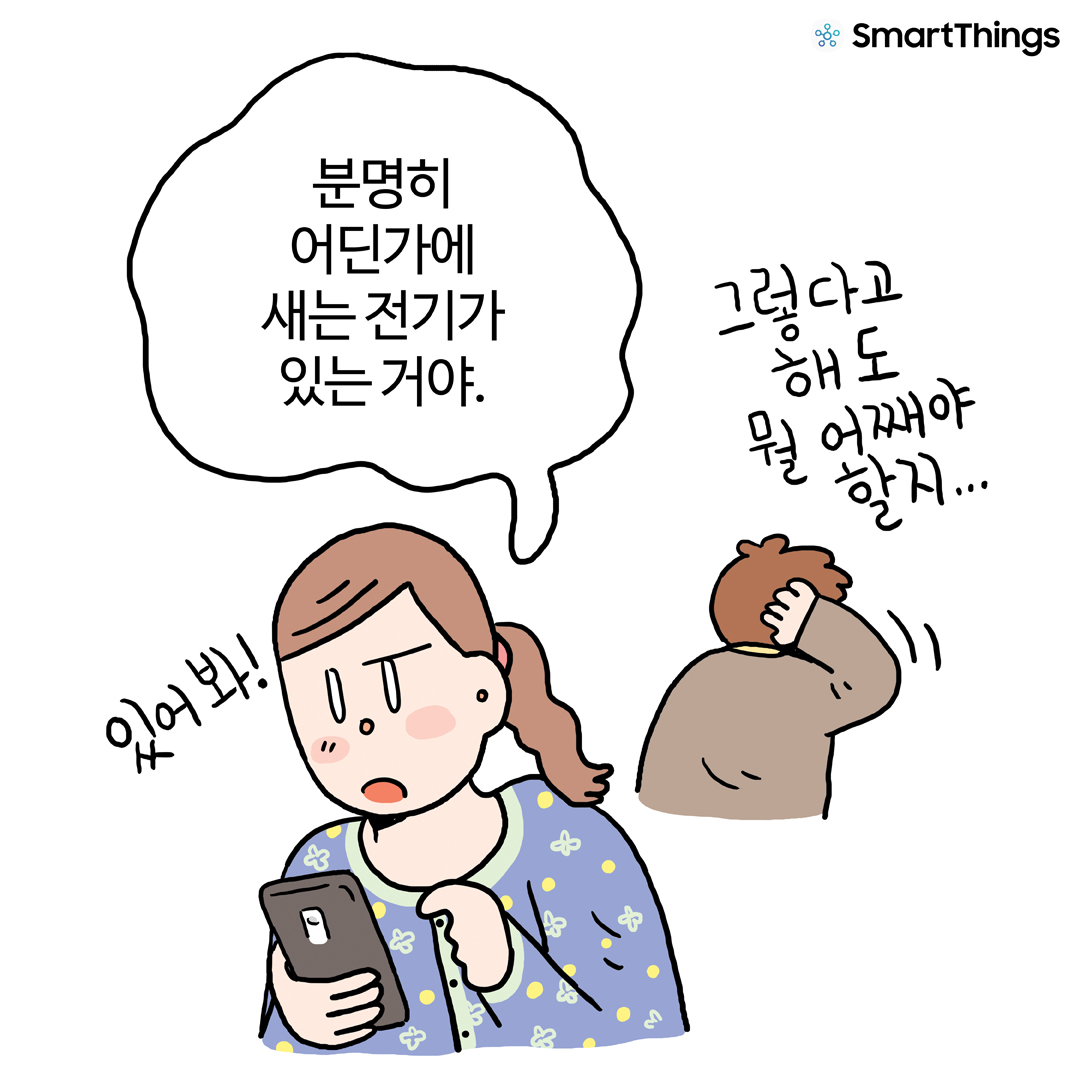 SmartThings
분명히
어딘가에
새는 전기가
있는 거야.
그렇다고
해도
뭘 어째야
할지...
있어 봐!